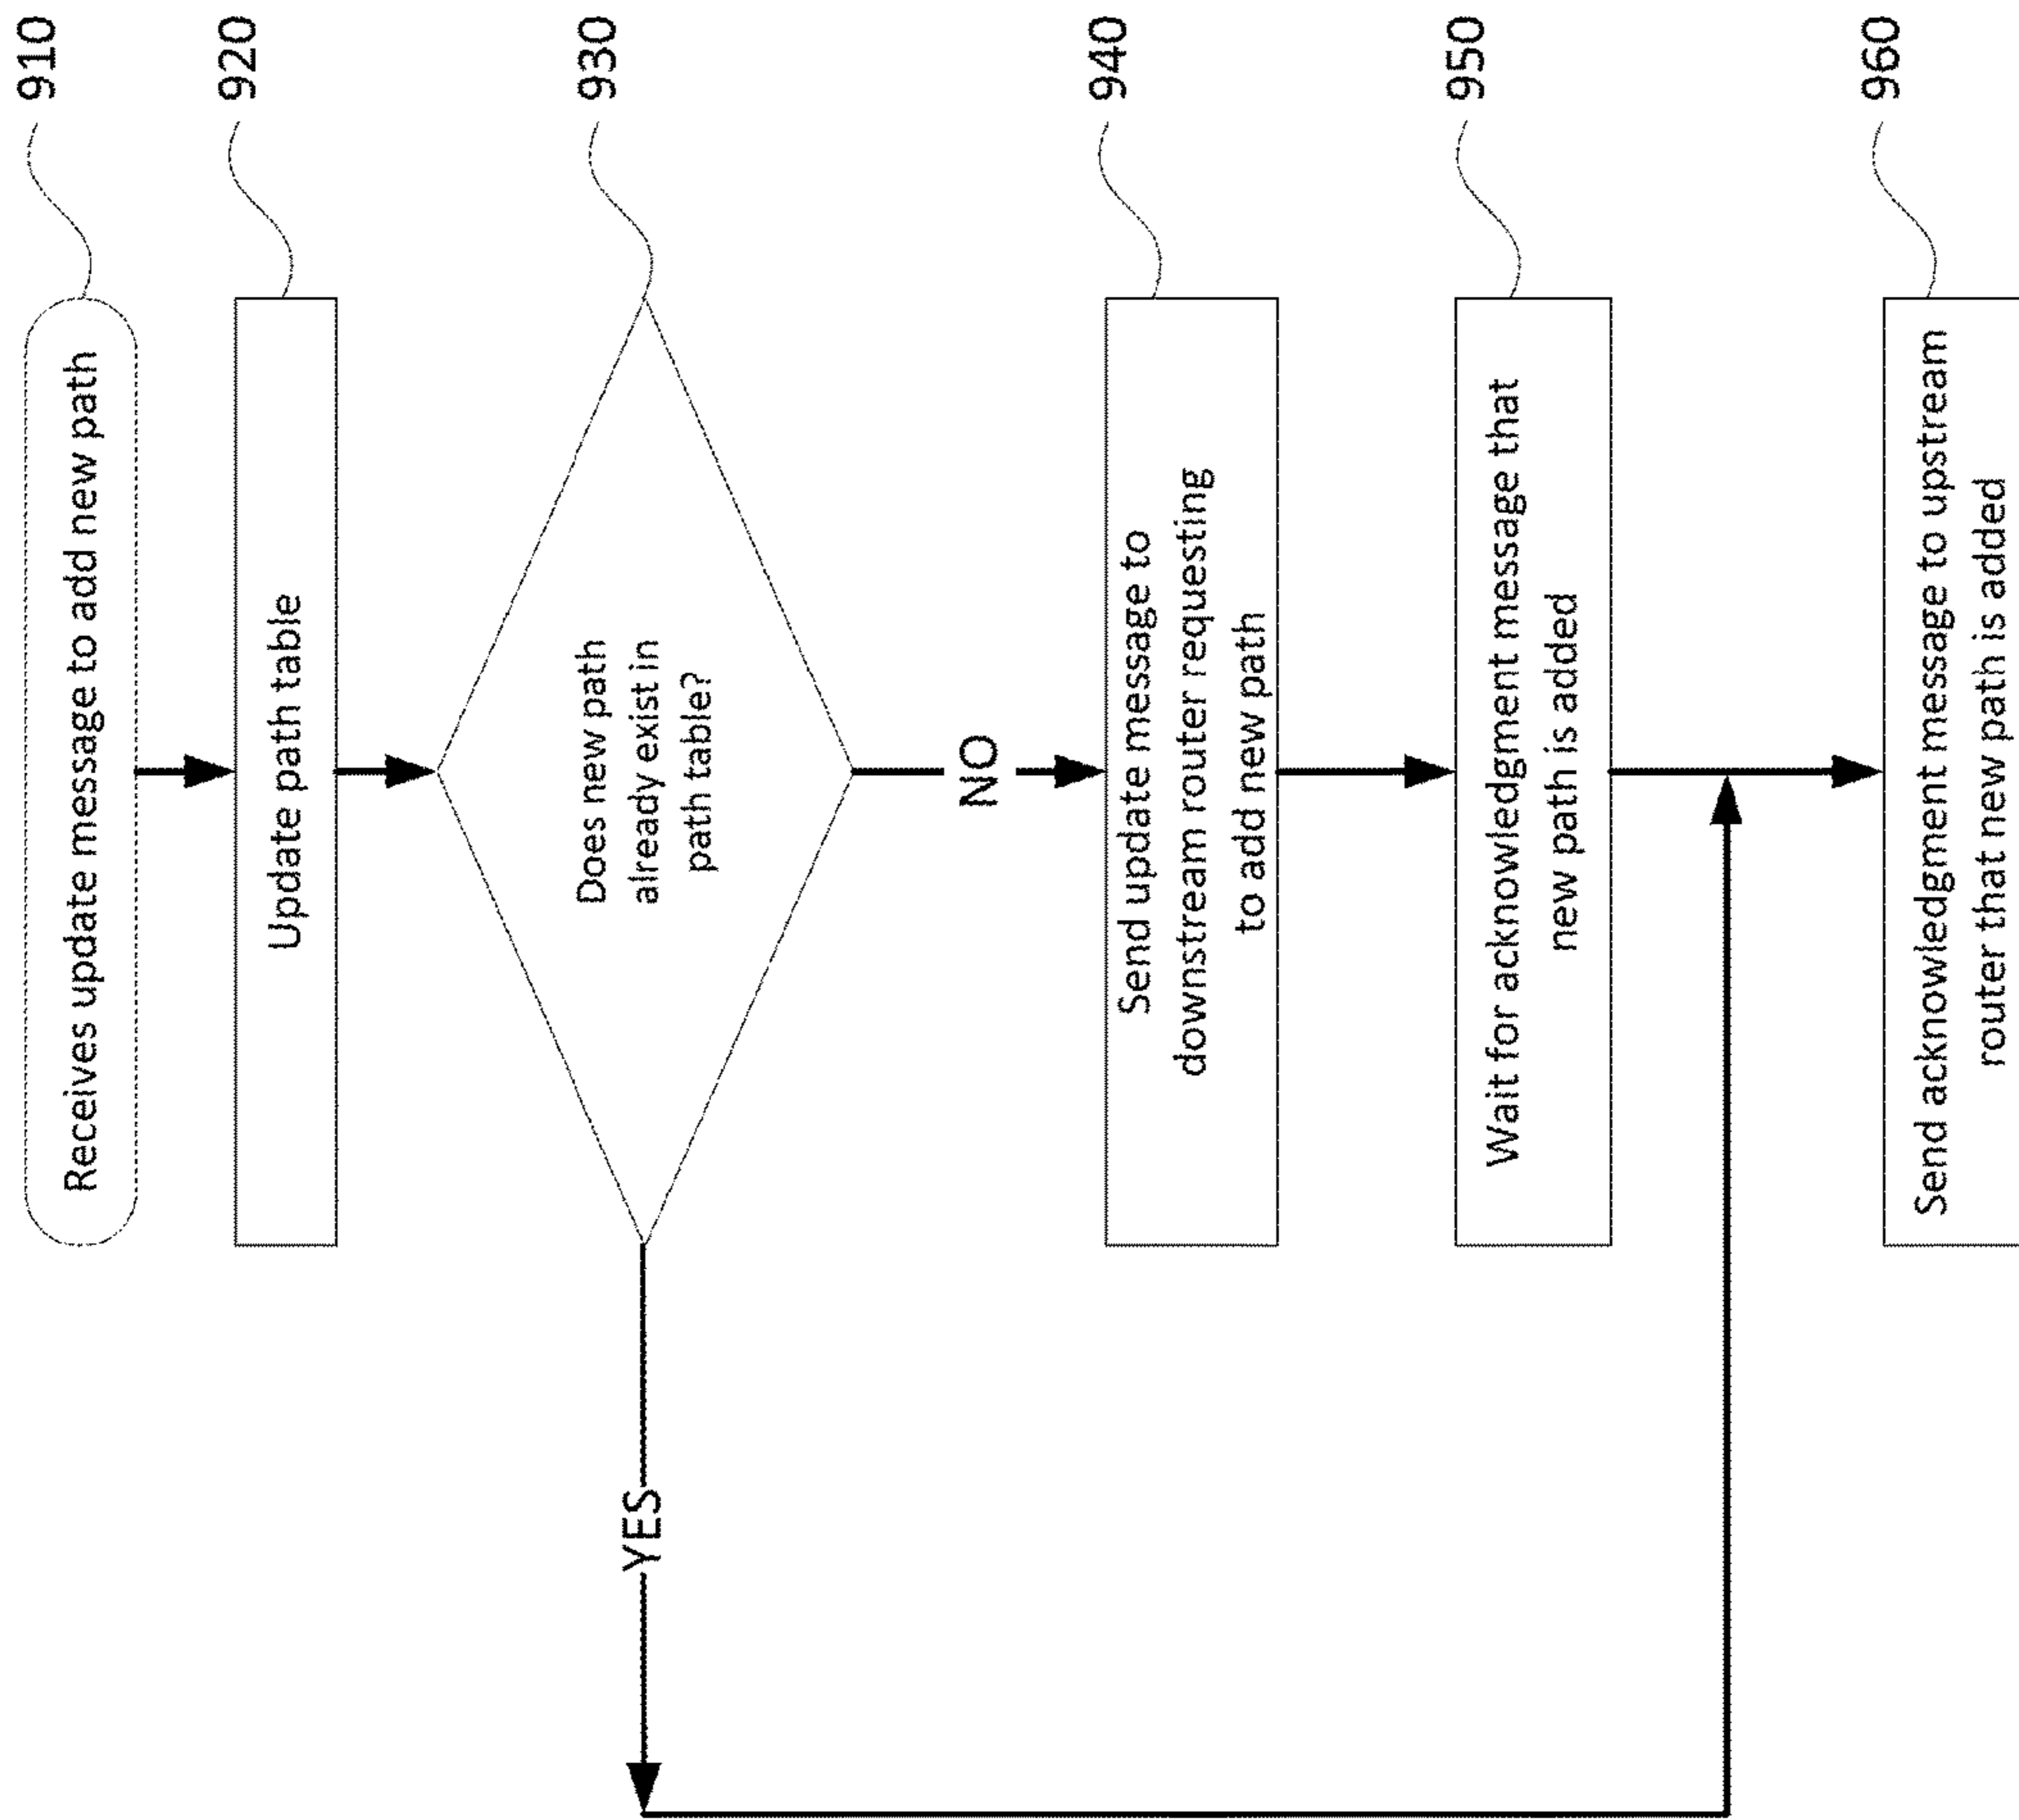 910
Receives update message to add new path
920
Update path table
930
Does new path
already exist in
path table?
YES
NO
940
Send update message to
downstream router requesting
to add new path
950
Wait for acknowledgment message that
new path is added
960
Send acknowledgment message to upstream
router that new path is added